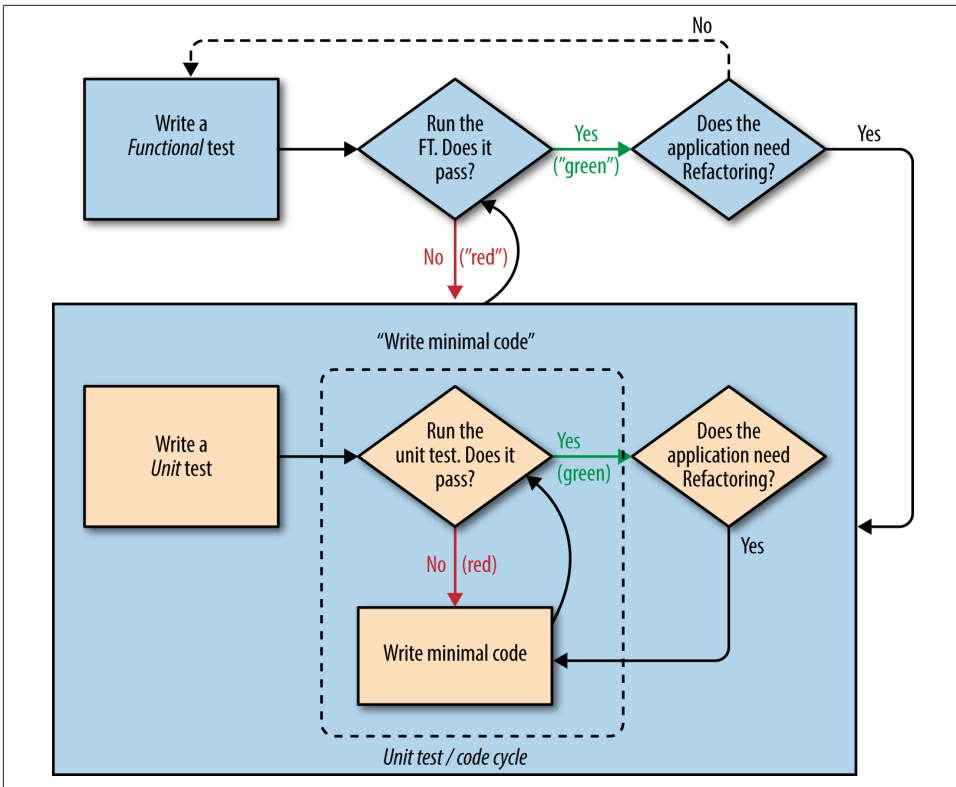 No
Write a
Functional test
Run the
FT. Does it
pass?
Yes
("green")
Does the
application need
Refactoring?
Yes
No ("red")
“Write minimal code”
Write a
Unit test
Run the
unit test. Does it
pass?
Yes
(green)
Does the
application need
Refactoring?
No (red)
Yes
Write minimal code
Unit test / code cycle